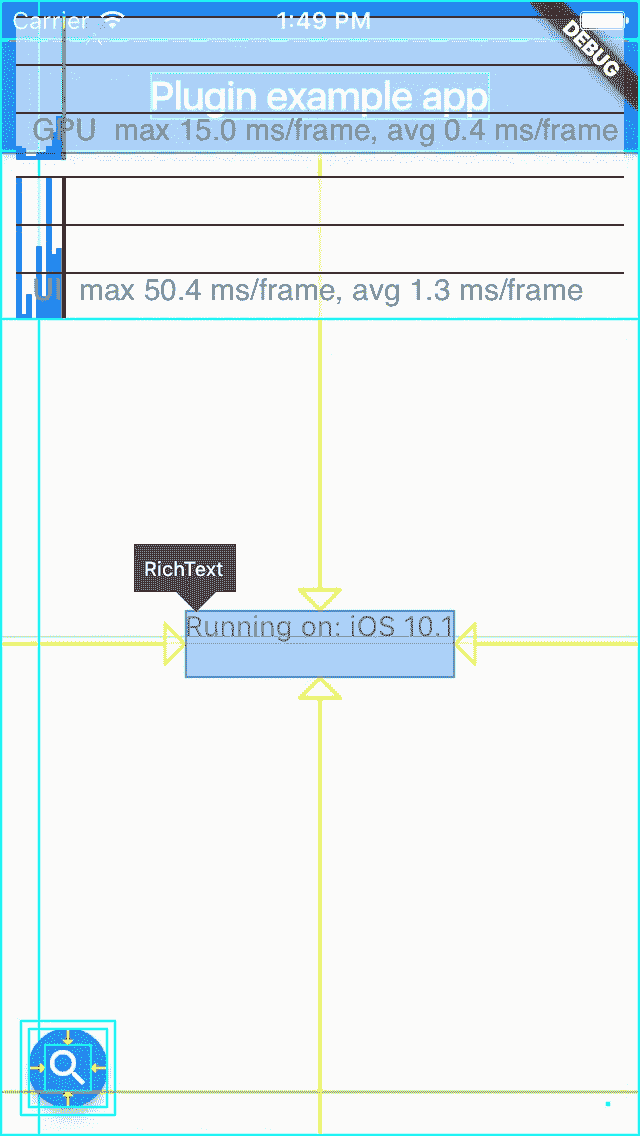 Carrier 1:49 PM
DEBUG
Plugin example app
GPU max 15.0 ms/frame, avg 0.4 ms/frame
UI max 50.4 ms/frame, avg 1.3 ms/frame
RichText
Running on: iOS 10.1